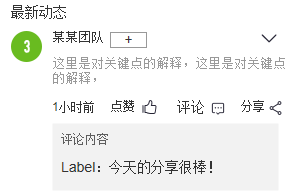 最新动态
3
某某团队 +
这里是对关键点的解释，这里是对关键点
的解释，
1小时前 点赞 评论 分享
评论内容
Label：今天的分享很棒！